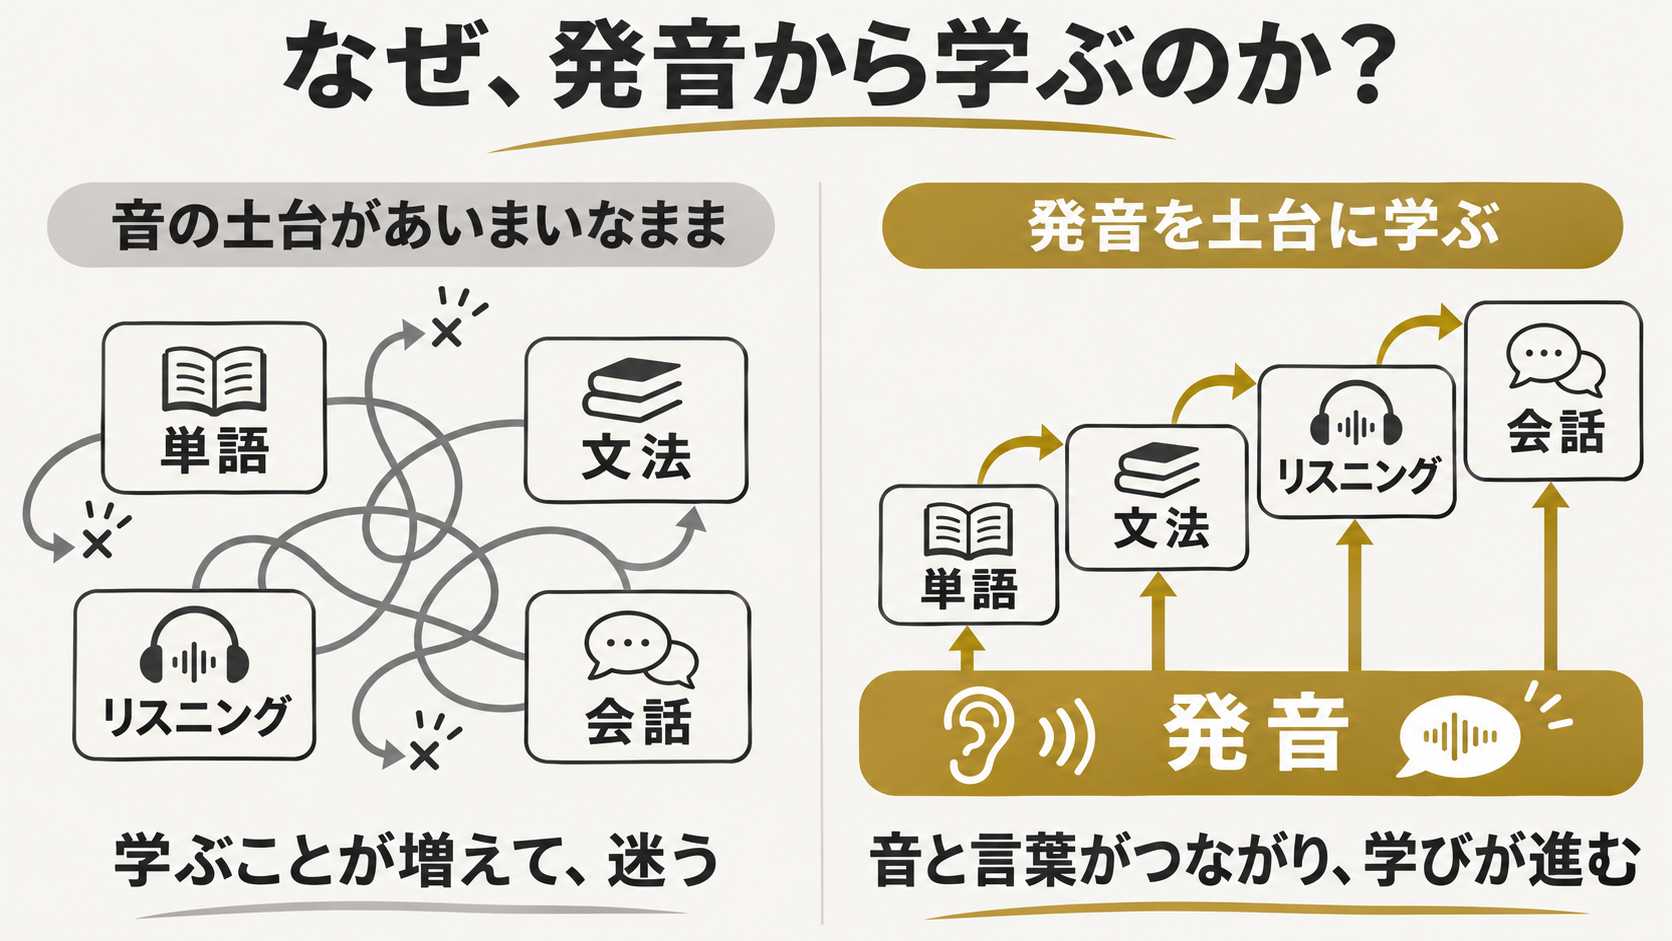 なぜ、発音から学ぶのか？
音の土台があいまいなまま
単語
文法
リスニング
会話
学ぶことが増えて、迷う
発音を土台に学ぶ
単語
文法
リスニング
会話
発音
音と言葉がつながり、学びが進む